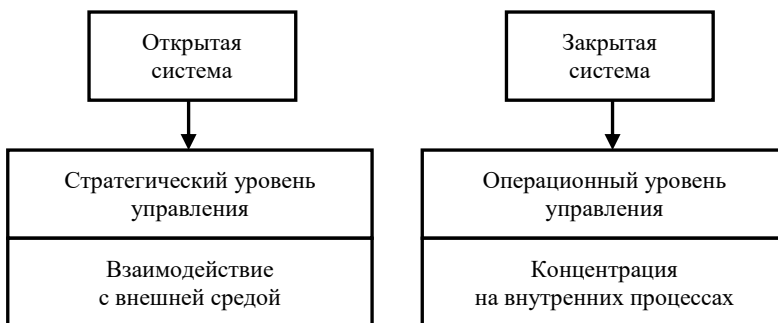 Открытая
система
Закрытая
система
Стратегический уровень
управления
Операционный уровень
управления
Взаимодействие
с внешней средой
Концентрация
на внутренних процессах